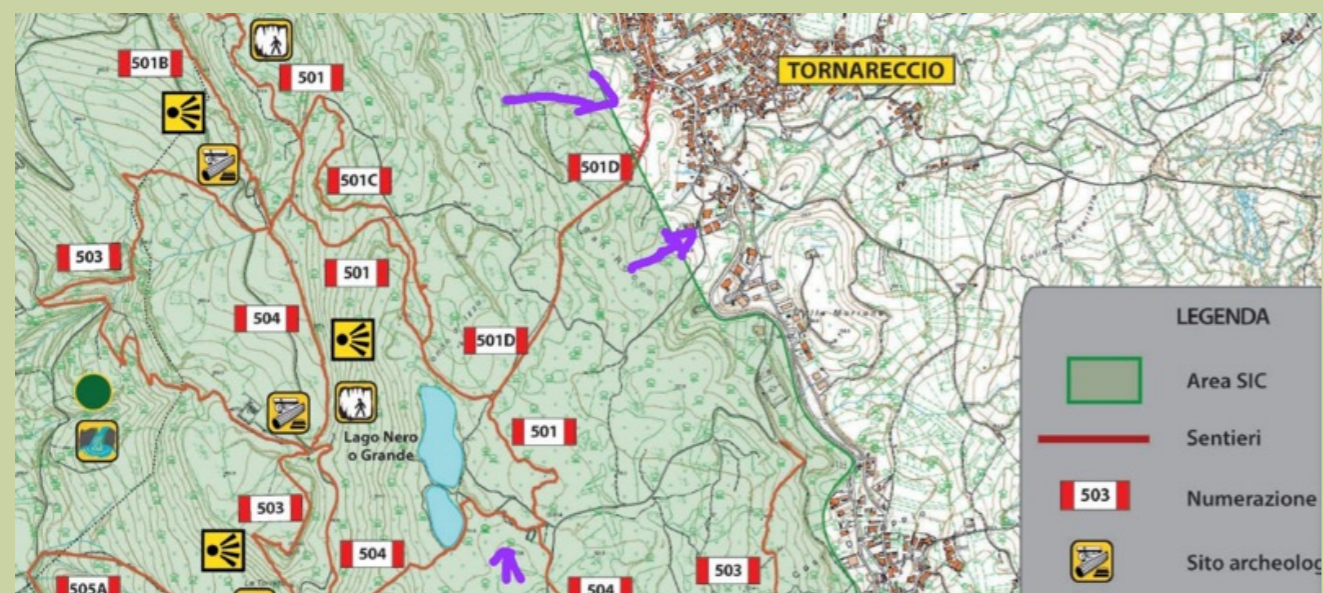 501B
501
TORNARECCIO
501D
501C
503
501
504
LEGENDA
501D
Area SIC
501
Lago Nero
o Grande
Sentieri
503
503
Numerazione
504
503
Sito archeolog
505A
504